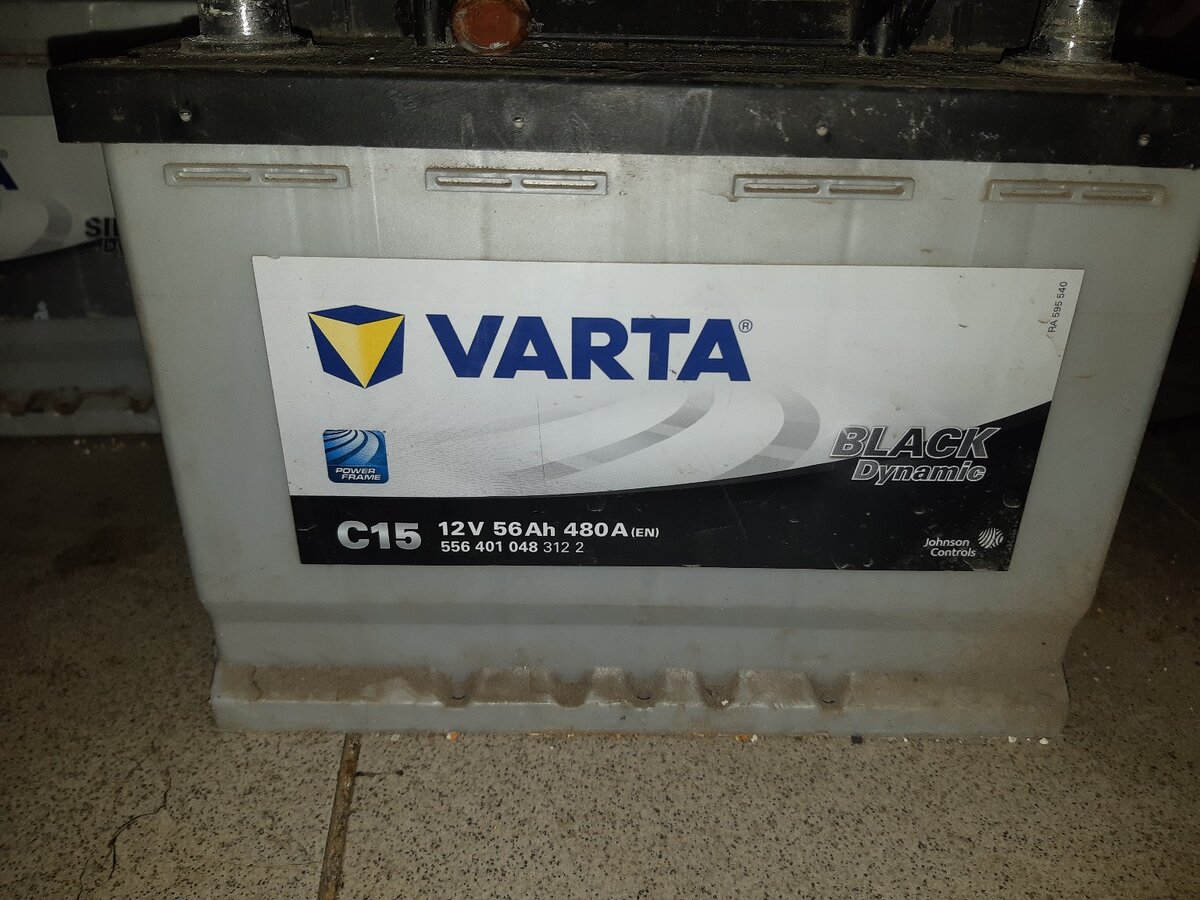 VARTA®
RA 595 540
POWER
FRAME
BLACK
Dynamic
C15 12V 56Ah 480A (EN)
556 401 048 312 2
Johnson
Controls